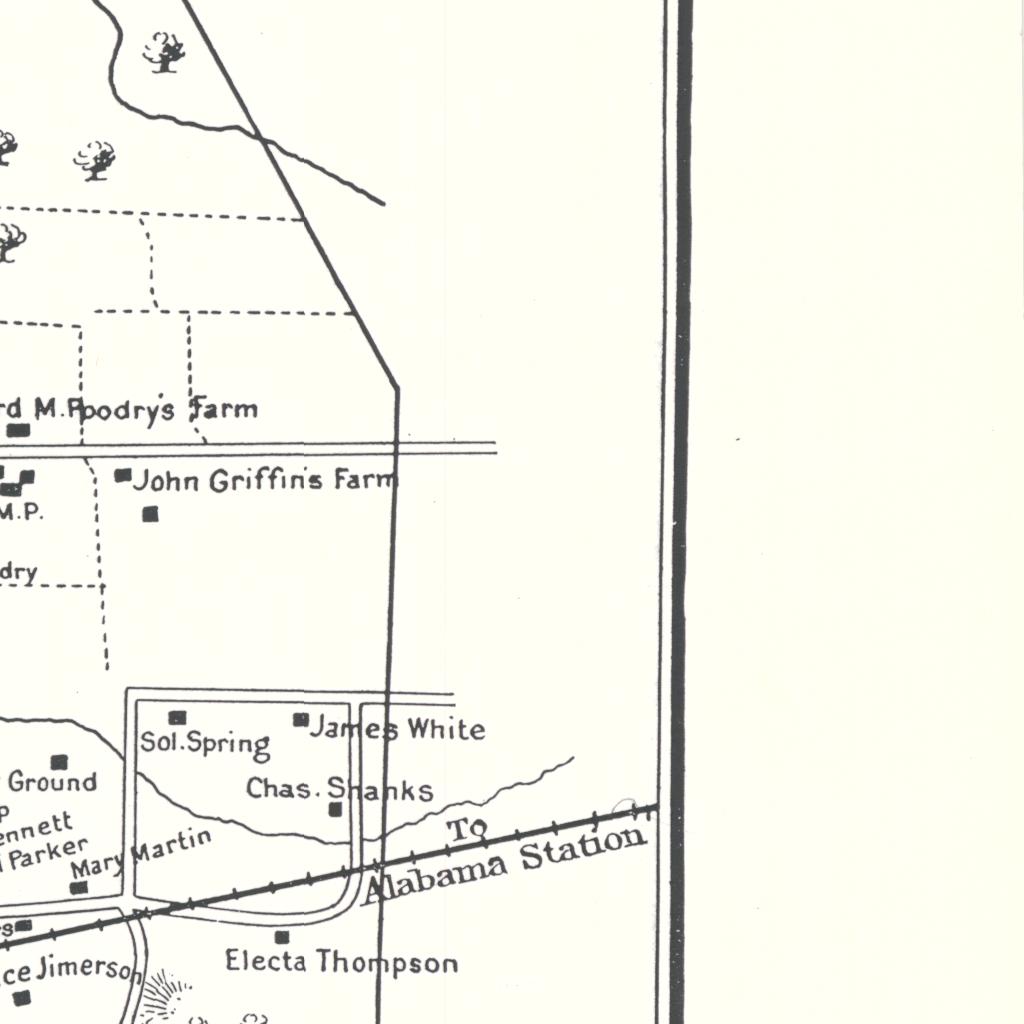 rd M.Poodry's Farm
John Griffin's Farm
M.P.
dry
James White
Sol.Spring
Ground
Chas. Shanks
ennett
Parker
Mary Martin
To
Alabama Station
Electa Thompson
ce Jimerson